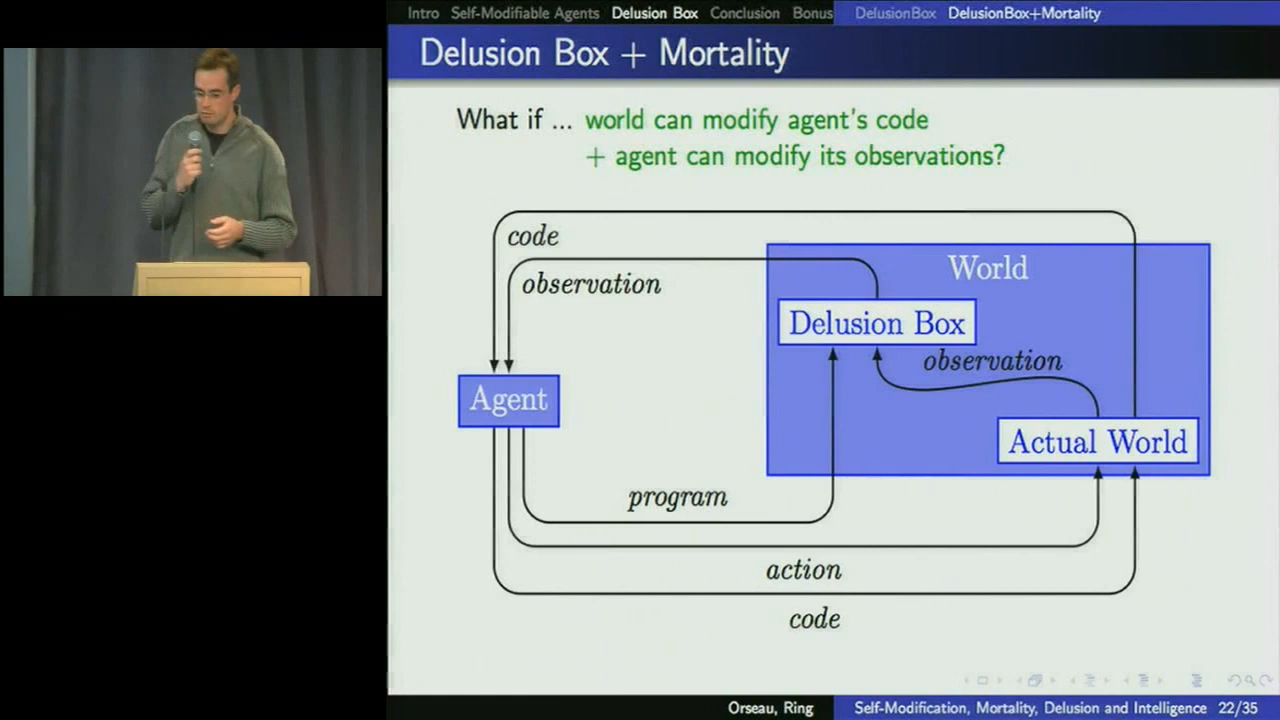 Intro Self-Modifiable Agents Delusion Box Conclusion Bonus DelusionBox DelusionBox+Mortality
Delusion Box + Mortality
What if ... world can modify agent's code
+ agent can modify its observations?
code
World
observation
Delusion Box
observation
Agent
Actual World
program
action
code
Orseau, Ring Self-Modification, Mortality, Delusion and Intelligence 22/35